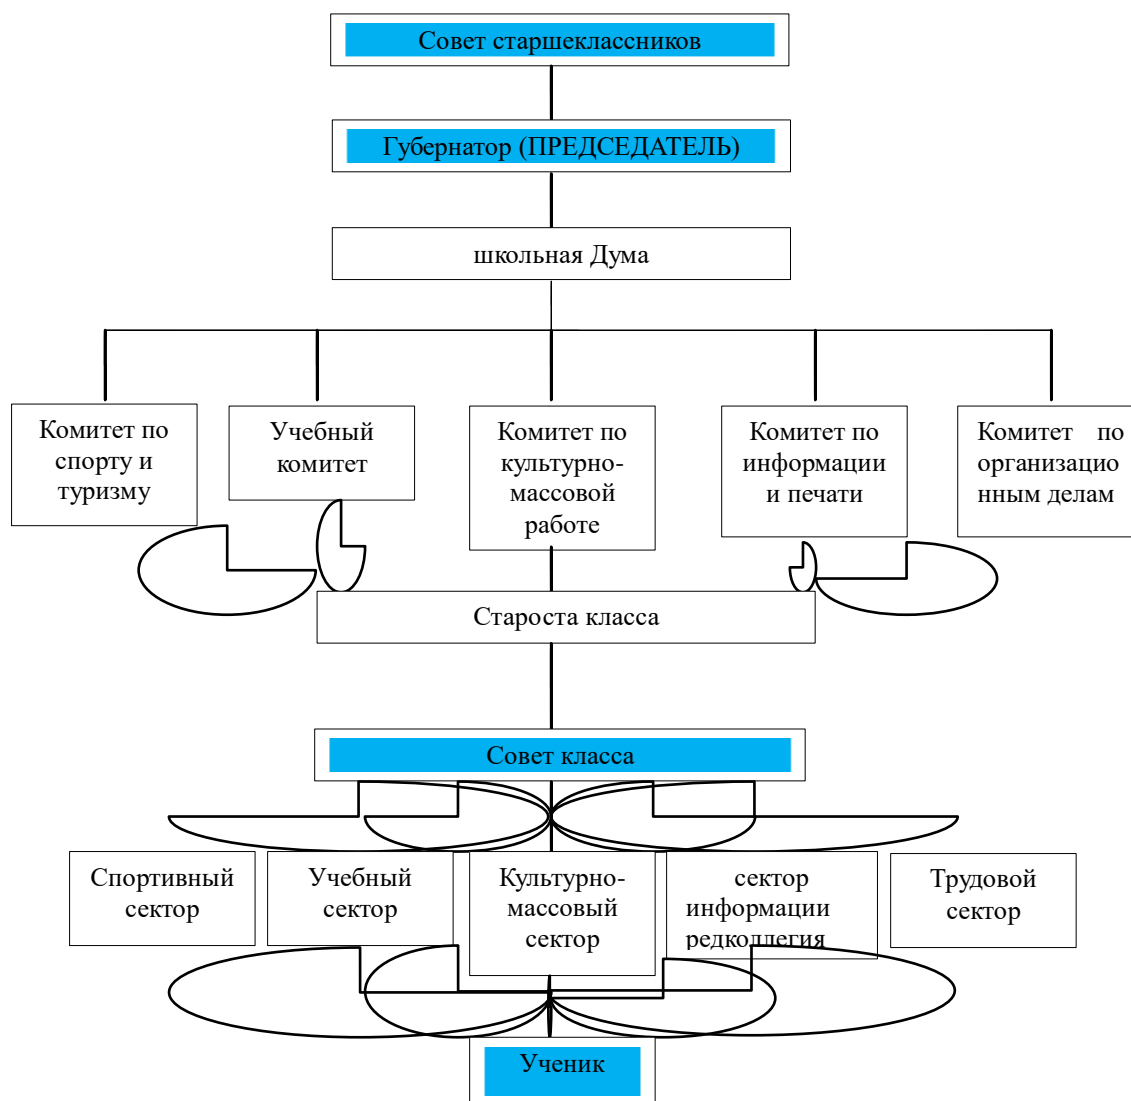 Совет старшеклассников
Губернатор (ПРЕДСЕДАТЕЛЬ)
школьная Дума
Комитет по
спорту и
туризму
Учебный
комитет
Комитет по
культурно-
массовой
работе
Комитет по
информации
и печати
Комитет по
организацио
нным делам
Староста класса
Совет класса
Спортивный
сектор
Учебный
сектор
Культурно-
массовый
сектор
сектор
информации
редколлегия
Трудовой
сектор
Ученик